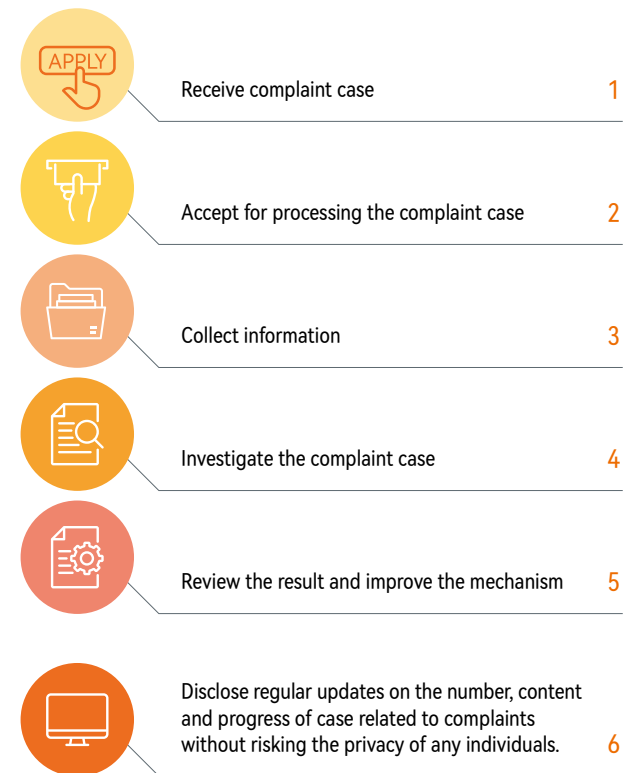 APPLY
Receive complaint case 1
Accept for processing the complaint case 2
Collect information 3
Investigate the complaint case 4
Review the result and improve the mechanism 5
Disclose regular updates on the number, content
and progress of case related to complaints
without risking the privacy of any individuals. 6